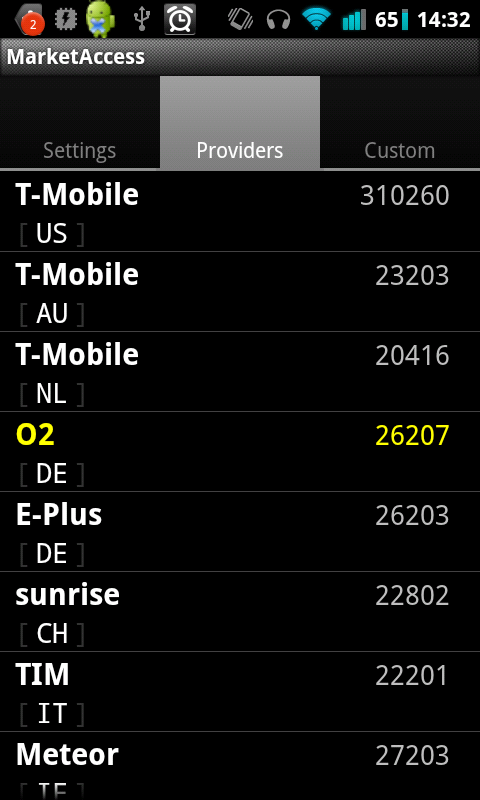 2
65
14:32
MarketAccess
Settings
Providers
Custom
T-Mobile 310260
[ US ]
T-Mobile 23203
[ AU ]
T-Mobile 20416
[ NL ]
O2 26207
[ DE ]
E-Plus 26203
[ DE ]
sunrise 22802
[ CH ]
TIM 22201
[ IT ]
Meteor 27203
[ IE ]